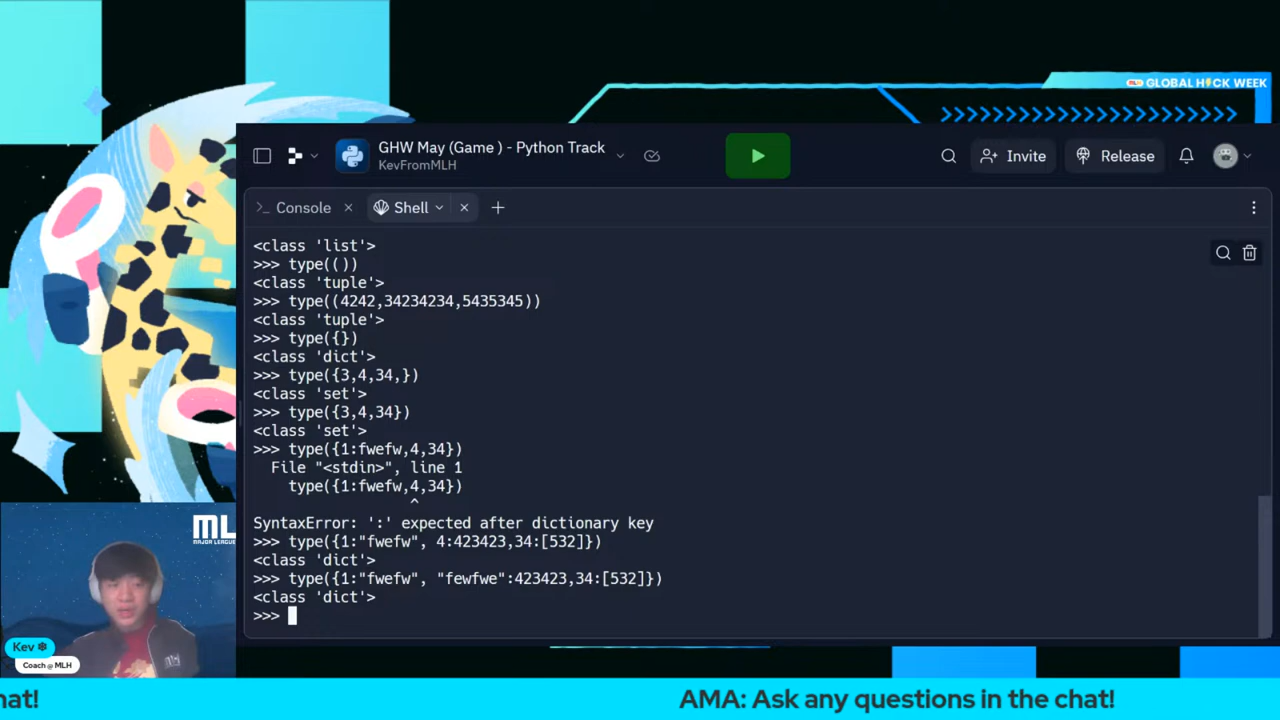 GLOBAL HACK WEEK
GHW May (Game ) - Python Track
KevFromMLH
Invite
Release
Console
Shell
<class 'list'>
>>> type(())
<class 'tuple'>
>>> type((4242,34234234,5435345))
<class 'tuple'>
>>> type({})
<class 'dict'>
>>> type({3,4,34,})
<class 'set'>
>>> type({3,4,34})
<class 'set'>
>>> type({1:fwefw,4,34})
File "<stdin>", line 1
type({1:fwefw,4,34})
^
SyntaxError: ':' expected after dictionary key
>>> type({1:"fwefw", 4:423423,34:[532]})
<class 'dict'>
>>> type({1:"fwefw", "fewfwe":423423,34:[532]})
<class 'dict'>
>>>
ML
MAJOR LEAGUE
Kev
Coach @ MLH
hat!
AMA: Ask any questions in the chat!